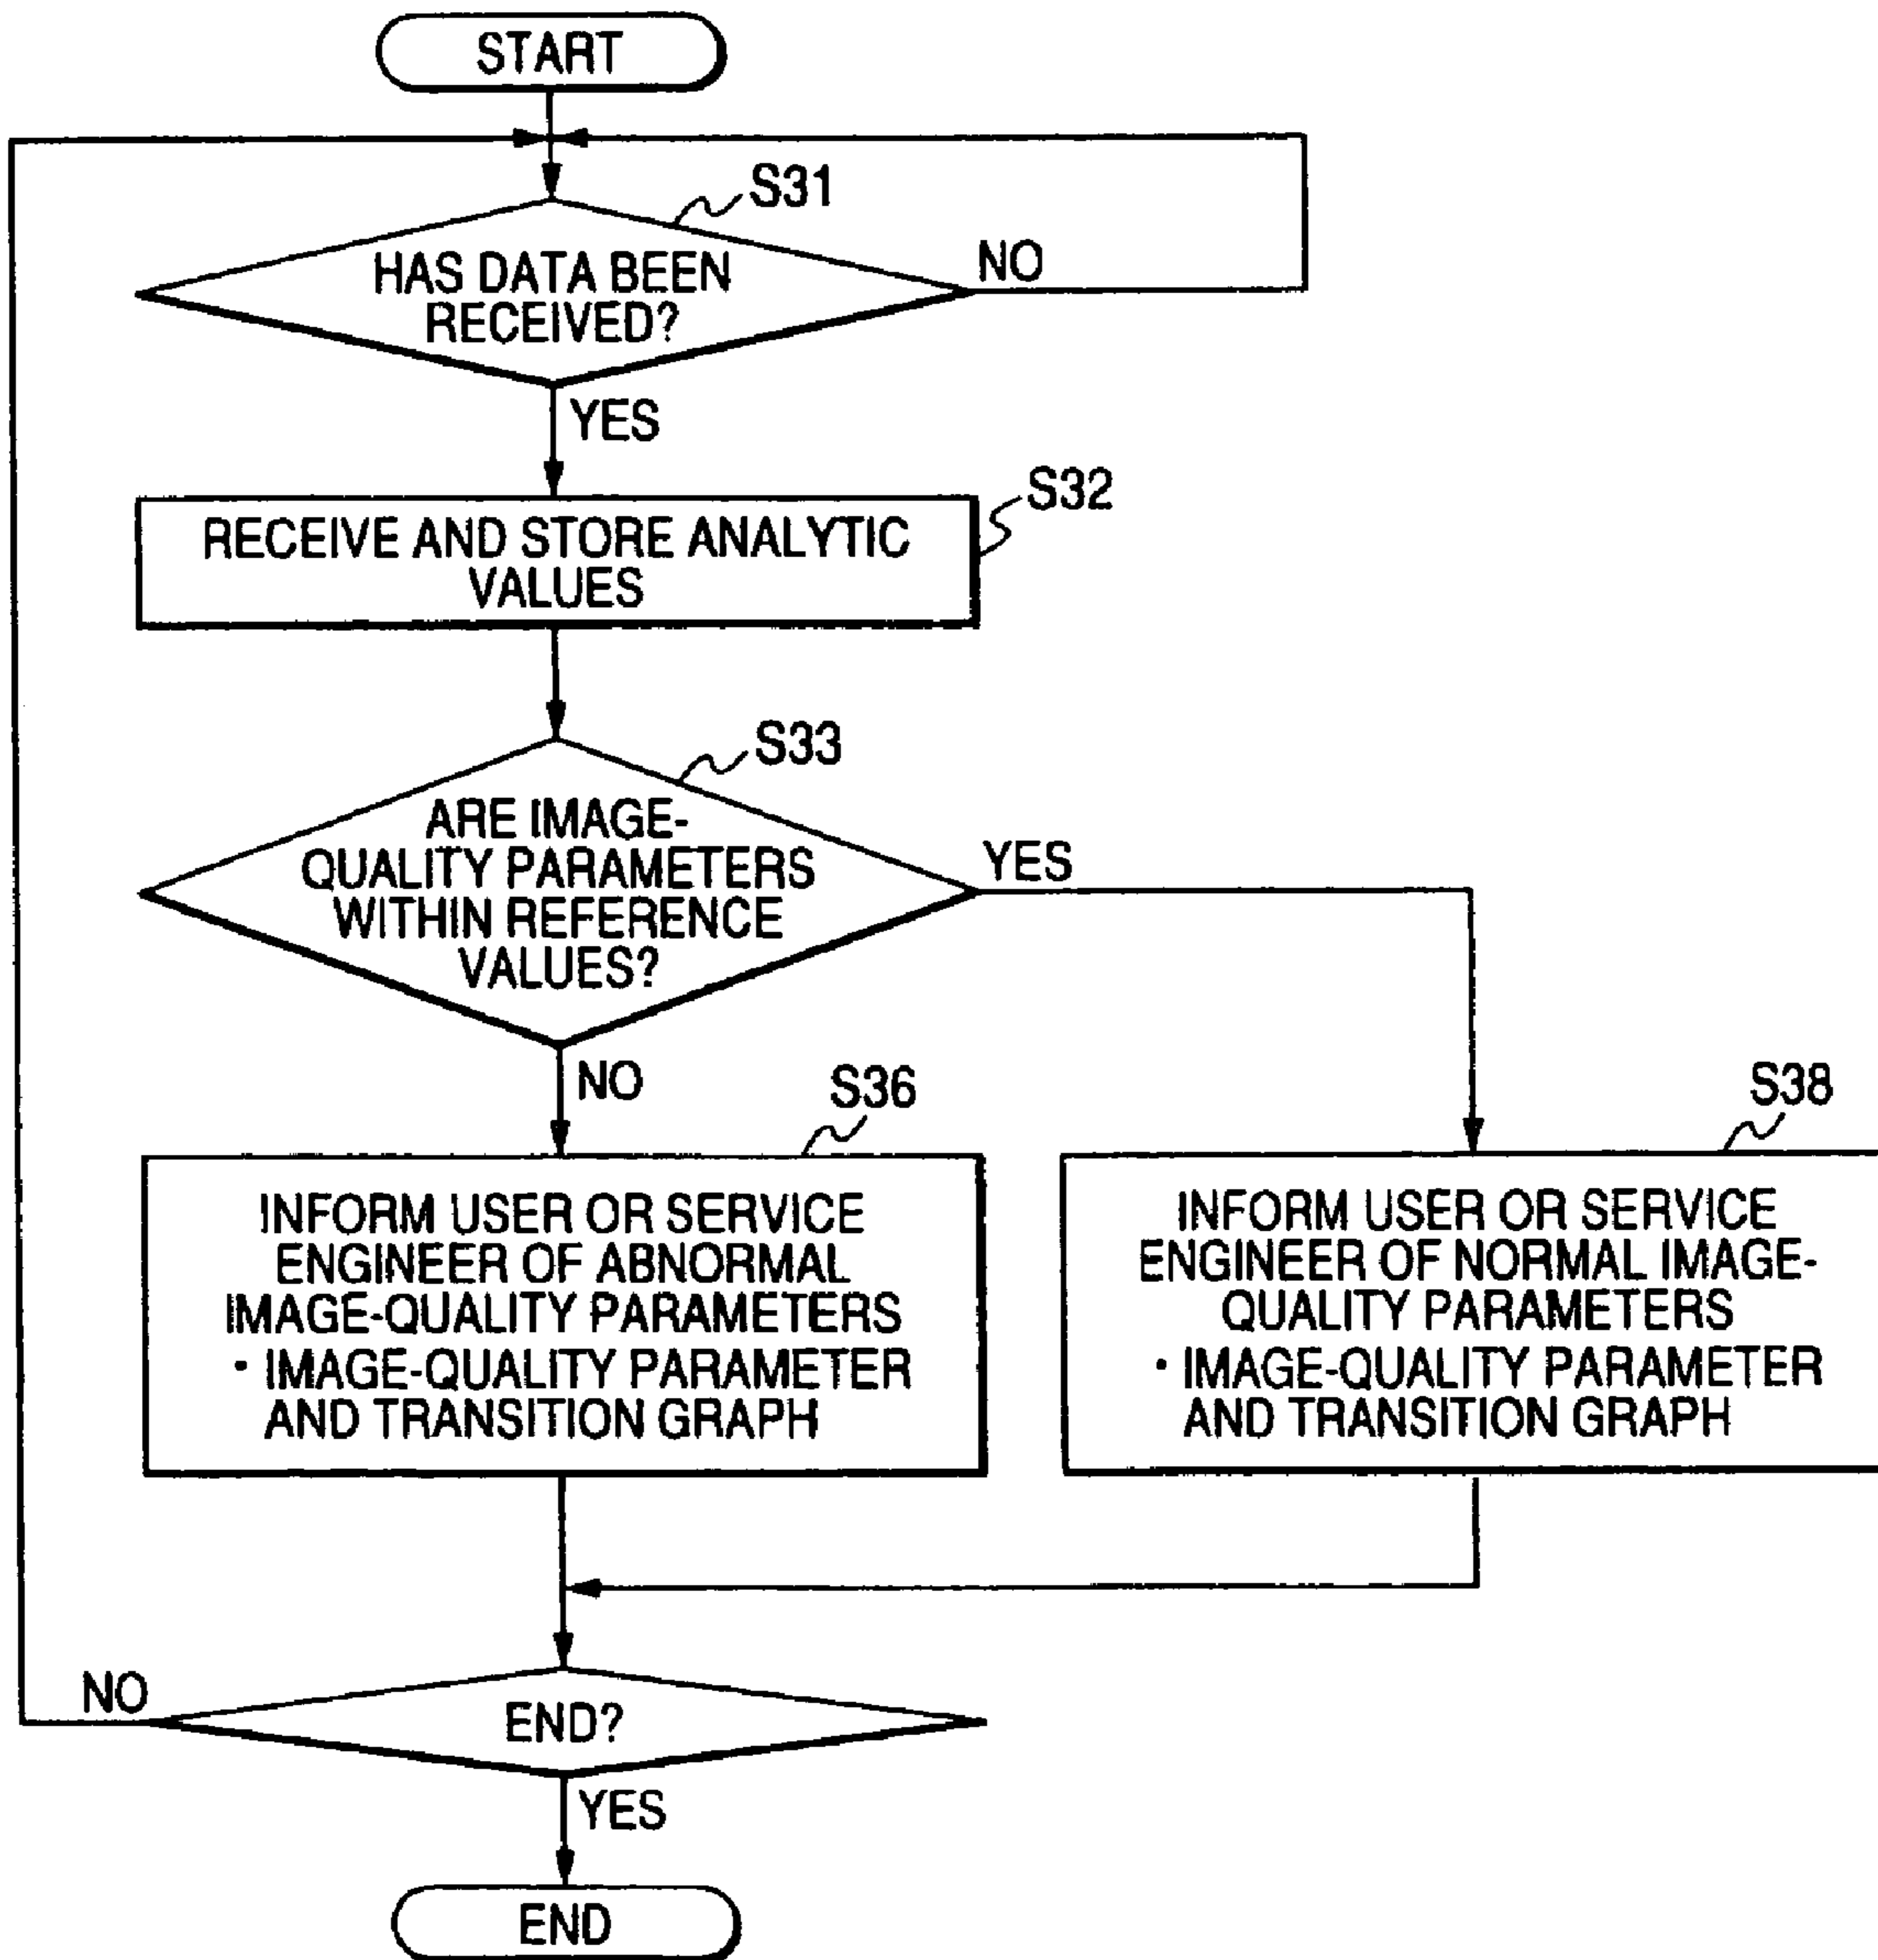 START
S31
HAS DATA BEEN
RECEIVED?
NO
YES
S32
RECEIVE AND STORE ANALYTIC
VALUES
S33
ARE IMAGE-
QUALITY PARAMETERS
WITHIN REFERENCE
VALUES?
YES
NO
S36
INFORM USER OR SERVICE
ENGINEER OF ABNORMAL
IMAGE-QUALITY PARAMETERS
· IMAGE-QUALITY PARAMETER
AND TRANSITION GRAPH
S38
INFORM USER OR SERVICE
ENGINEER OF NORMAL IMAGE-
QUALITY PARAMETERS
· IMAGE-QUALITY PARAMETER
AND TRANSITION GRAPH
NO
END?
YES
END